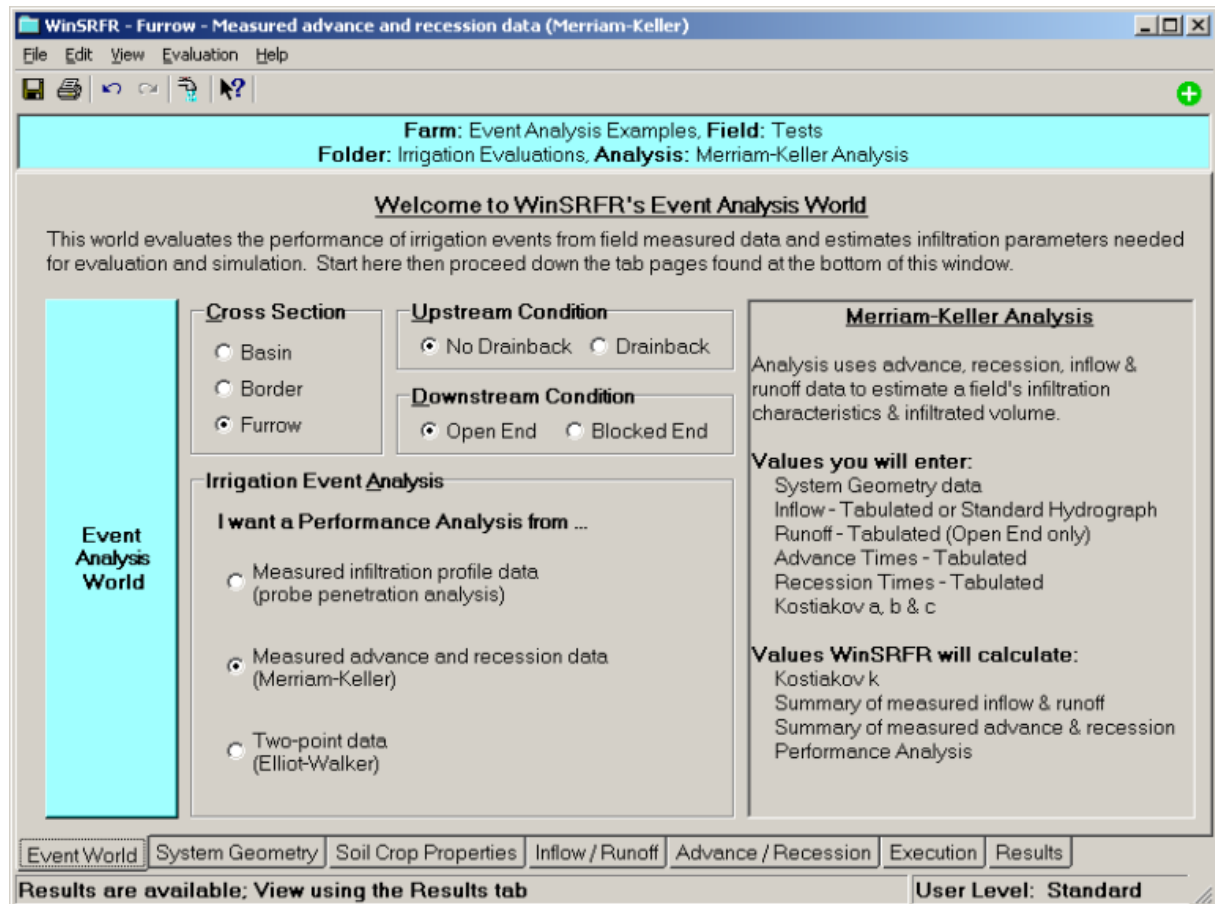 WinSRFR - Furrow - Measured advance and recession data (Merriam-Keller)
File Edit View Evaluation Help
Farm: Event Analysis Examples, Field: Tests
Folder: Irrigation Evaluations, Analysis: Merriam-Keller Analysis
Welcome to WinSRFR's Event Analysis World
This world evaluates the performance of irrigation events from field measured data and estimates infiltration parameters needed
for evaluation and simulation. Start here then proceed down the tab pages found at the bottom of this window.
Event
Analysis
World
Cross Section
Basin
Border
Furrow
Upstream Condition
No Drainback Drainback
Downstream Condition
Open End Blocked End
Irrigation Event Analysis
I want a Performance Analysis from ...
Measured infiltration profile data
(probe penetration analysis)
Measured advance and recession data
(Merriam-Keller)
Two-point data
(Elliot-Walker)
Merriam-Keller Analysis
Analysis uses advance, recession, inflow &
runoff data to estimate a field's infiltration
characteristics & infiltrated volume.
Values you will enter:
System Geometry data
Inflow - Tabulated or Standard Hydrograph
Runoff - Tabulated (Open End only)
Advance Times - Tabulated
Recession Times - Tabulated
Kostiakov a, b & c
Values WinSRFR will calculate:
Kostiakov k
Summary of measured inflow & runoff
Summary of measured advance & recession
Performance Analysis
Event World System Geometry Soil Crop Properties Inflow / Runoff Advance / Recession Execution Results
Results are available; View using the Results tab User Level: Standard